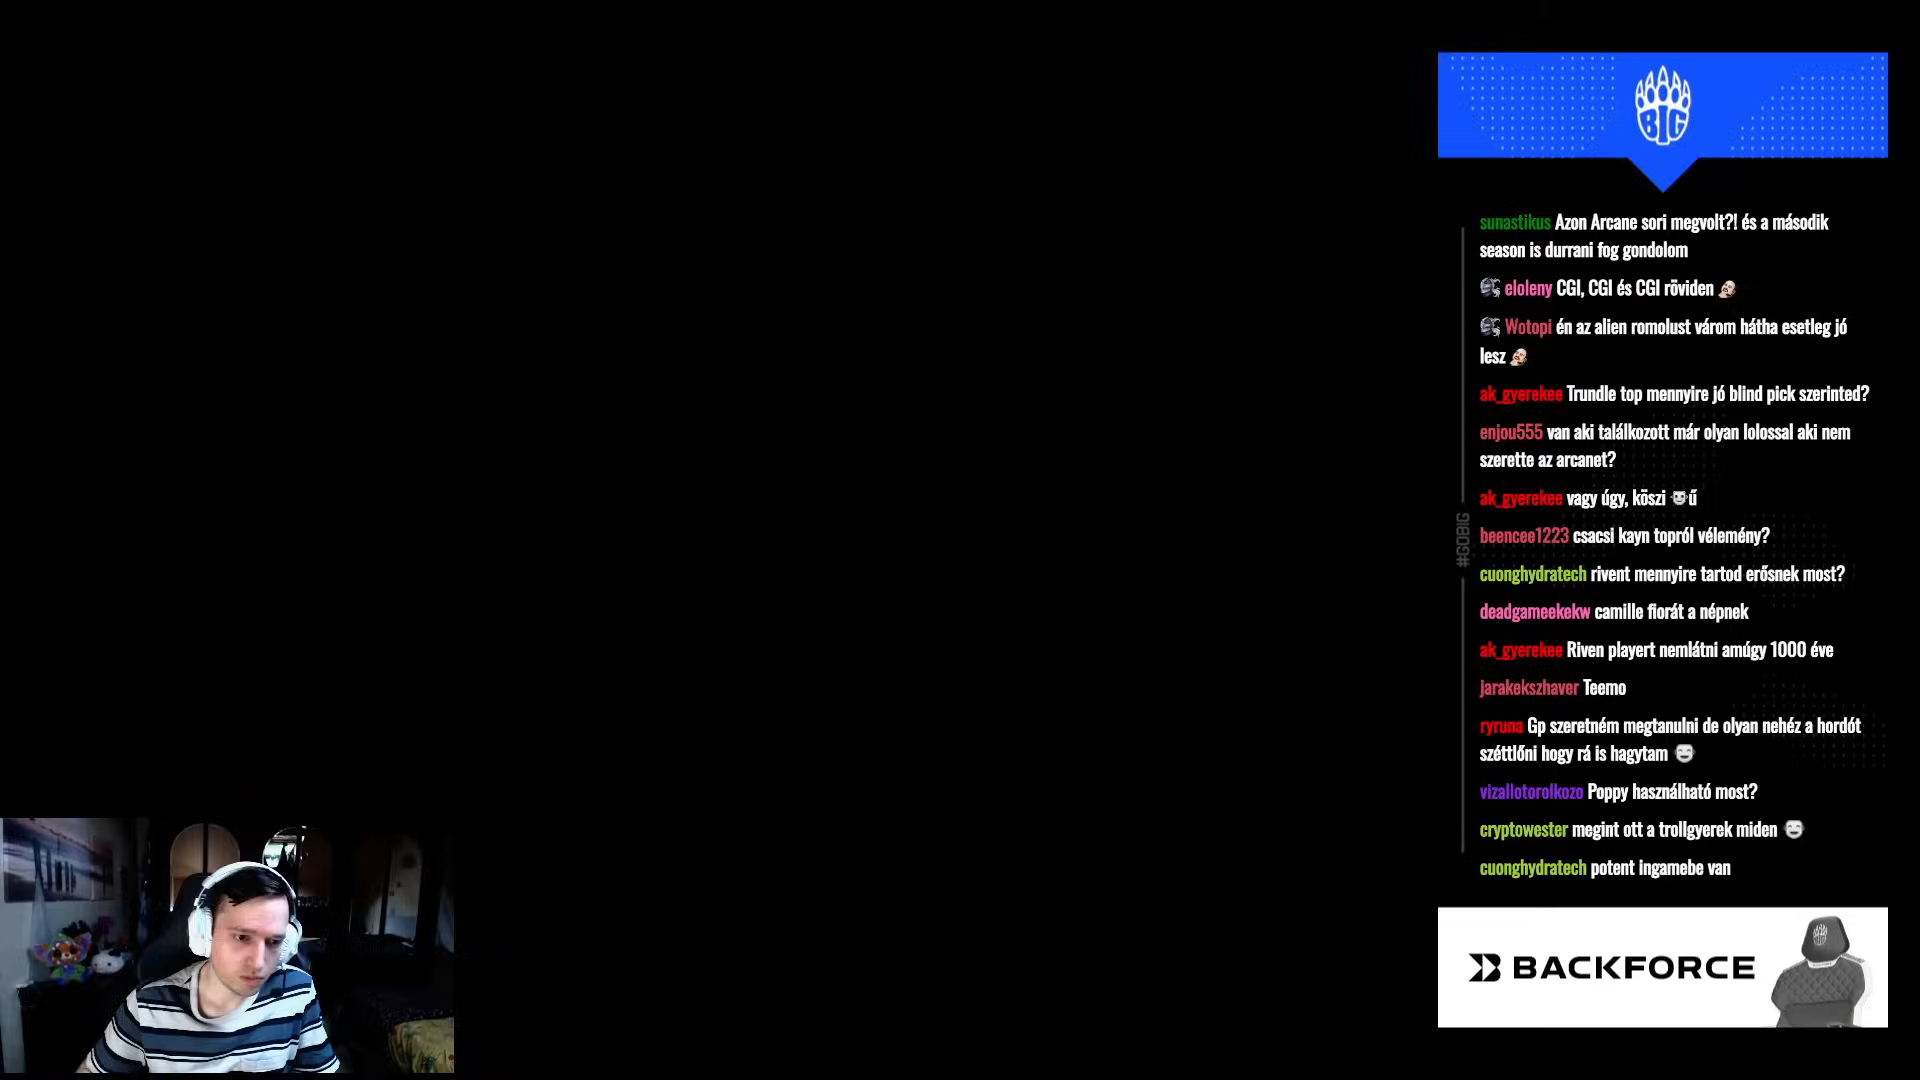 BIG
sunastikus Azon Arcane sori megvolt?! és a második
season is durrani fog gondolom
eloleny CGI, CGI és CGI röviden
Wotopi én az alien romolust várom hátha esetleg jó
lesz
ak_gyerekee Trundle top mennyire jó blind pick szerinted?
enjou555 van aki találkozott már olyan lolossal aki nem
szerette az arcanet?
ak_gyerekee vagy úgy, köszi ű
#GOBIG
beencee1223 csacsi kayn topról vélemény?
cuonghydratech rivent mennyire tartod erősnek most?
deadgameekekw camille fiorát a népnek
ak_gyerekee Riven playert nemlátni amúgy 1000 éve
jarakekszhaver Teemo
ryruna Gp szeretném megtanulni de olyan nehéz a hordót
széttlőni hogy rá is hagytam
vizallotorolkozo Poppy használható most?
cryptowester megint ott a trollgyerek miden
cuonghydratech potent ingamebe van
BACKFORCE